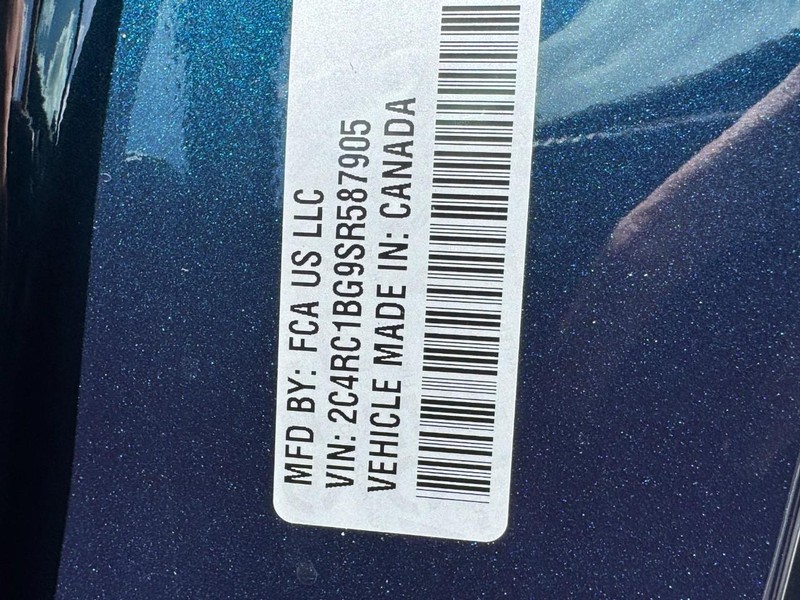 MFD BY: FCA US LLC
VIN: 2C4RC1BG9SR587905
VEHICLE MADE IN: CANADA